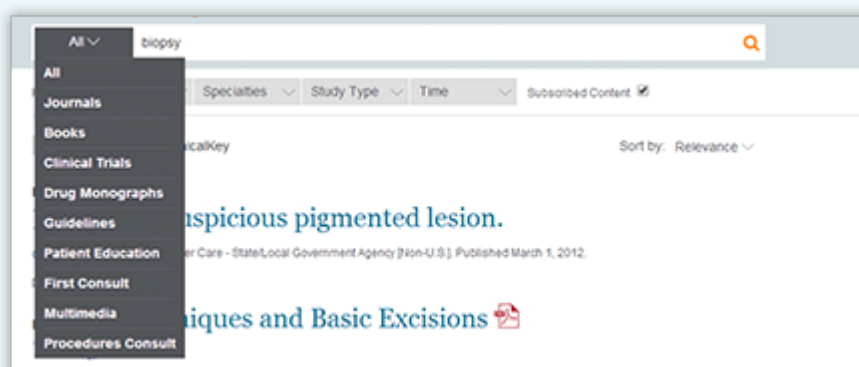 All biopsy
All
Specialties Study Type Time Subscribed Content
Journals
Books
icalKey Sort by: Relevance
Clinical Trials
Drug Monographs
Guidelines uspicious pigmented lesion.
Patient Education er Care - State/Local Government Agency [Non-U.S.]. Published March 1, 2012.
First Consult
Multimedia
niques and Basic Excisions
Procedures Consult